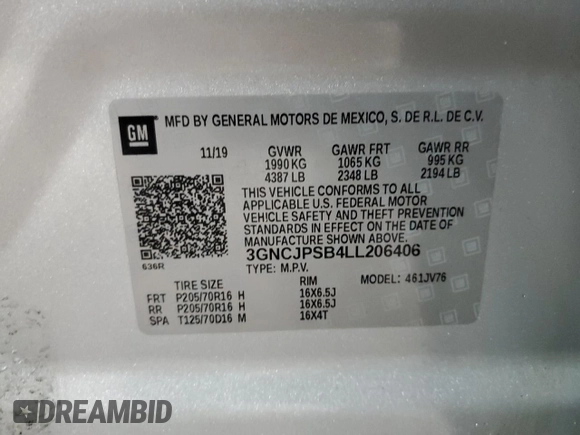 GM
MFD BY GENERAL MOTORS DE MEXICO, S. DE R.L. DE C.V.
11/19 GVWR GAWR FRT GAWR RR
1990 KG 1065 KG 995 KG
4387 LB 2348 LB 2194 LB
THIS VEHICLE CONFORMS TO ALL
APPLICABLE U.S. FEDERAL MOTOR
VEHICLE SAFETY AND THEFT PREVENTION
STANDARDS IN EFFECT ON THE DATE OF
MANUFACTURE SHOWN ABOVE.
636R
3GNCJPSB4LL206406
TYPE: M.P.V. MODEL: 461JV76
TIRE SIZE RIM
FRT P205/70R16 H 16X6.5J
RR P205/70R16 H 16X6.5J
SPA T125/70D16 M 16X4T
DREAMBID